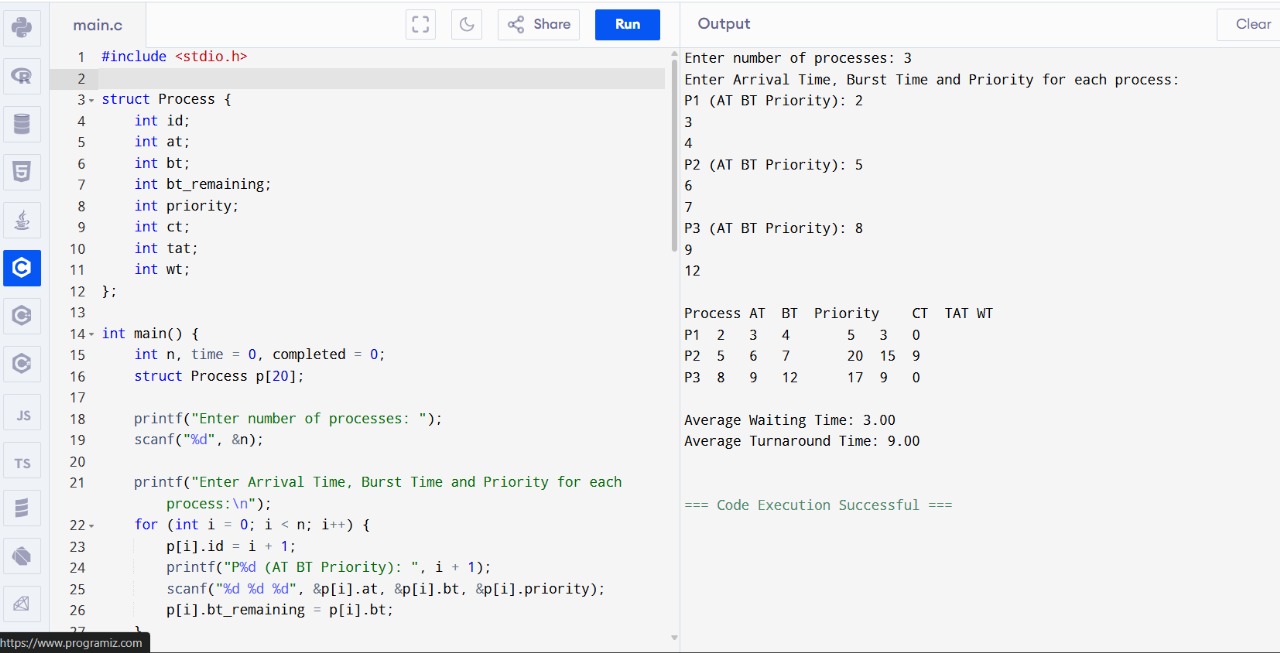 main.c
Share
Run
Output
Clear
1 #include <stdio.h>
2
3 struct Process {
4 int id;
5 int at;
6 int bt;
7 int bt_remaining;
8 int priority;
9 int ct;
10 int tat;
11 int wt;
12 };
13
14 int main() {
15 int n, time = 0, completed = 0;
16 struct Process p[20];
17
18 printf("Enter number of processes: ");
19 scanf("%d", &n);
20
21 printf("Enter Arrival Time, Burst Time and Priority for each
process:\n");
22 for (int i = 0; i < n; i++) {
23 p[i].id = i + 1;
24 printf("P%d (AT BT Priority): ", i + 1);
25 scanf("%d %d %d", &p[i].at, &p[i].bt, &p[i].priority);
26 p[i].bt_remaining = p[i].bt;
27 }
Enter number of processes: 3
Enter Arrival Time, Burst Time and Priority for each process:
P1 (AT BT Priority): 2
3
4
P2 (AT BT Priority): 5
6
7
P3 (AT BT Priority): 8
9
12
Process AT BT Priority CT TAT WT
P1 2 3 4 5 3 0
P2 5 6 7 20 15 9
P3 8 9 12 17 9 0
Average Waiting Time: 3.00
Average Turnaround Time: 9.00
=== Code Execution Successful ===
JS
TS
https://www.programiz.com